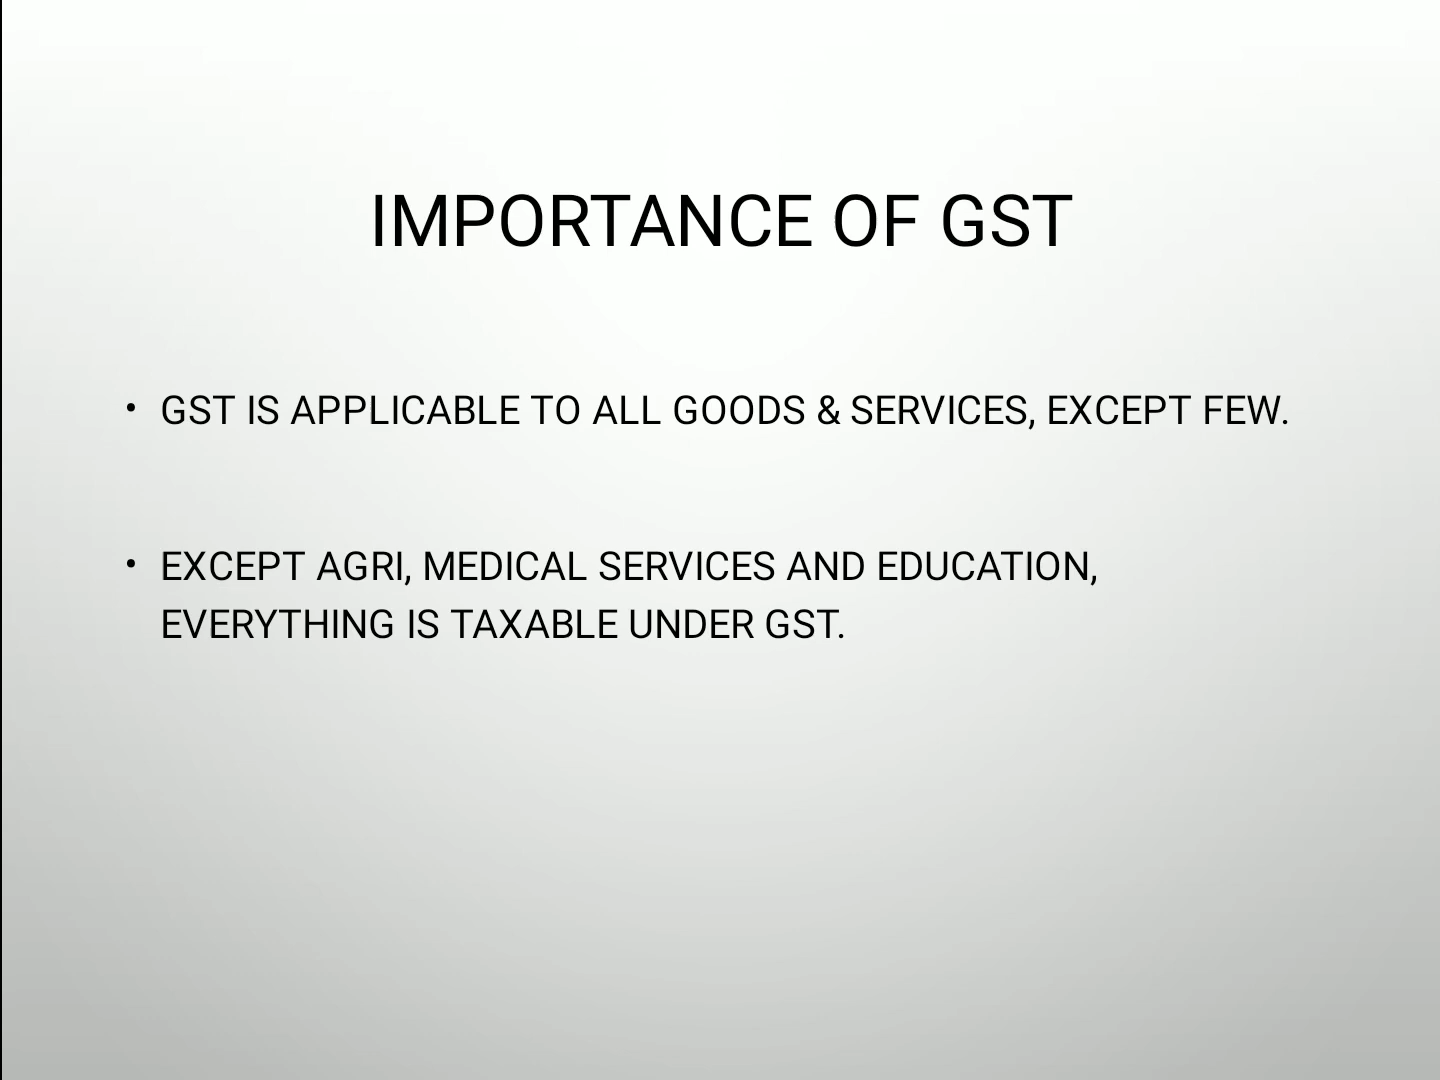 IMPORTANCE OF GST
• GST IS APPLICABLE TO ALL GOODS & SERVICES, EXCEPT FEW.
• EXCEPT AGRI, MEDICAL SERVICES AND EDUCATION,
EVERYTHING IS TAXABLE UNDER GST.